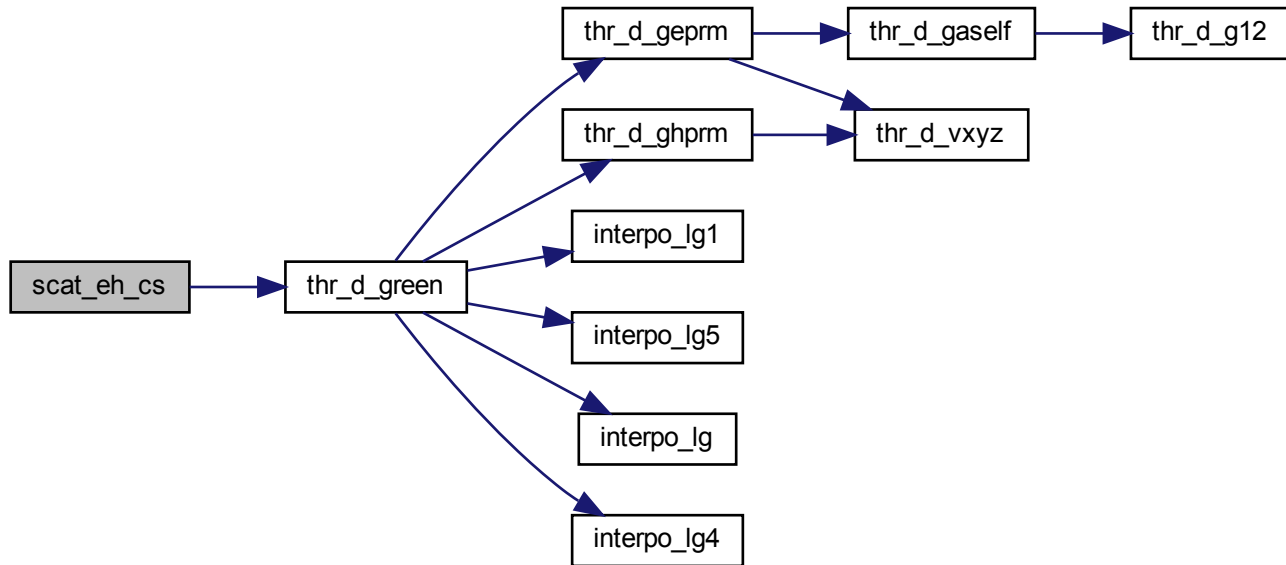 thr_d_geprm
thr_d_gaself
thr_d_g12
thr_d_ghprm
thr_d_vxyz
interpo_lg1
scat_eh_cs
thr_d_green
interpo_lg5
interpo_lg
interpo_lg4